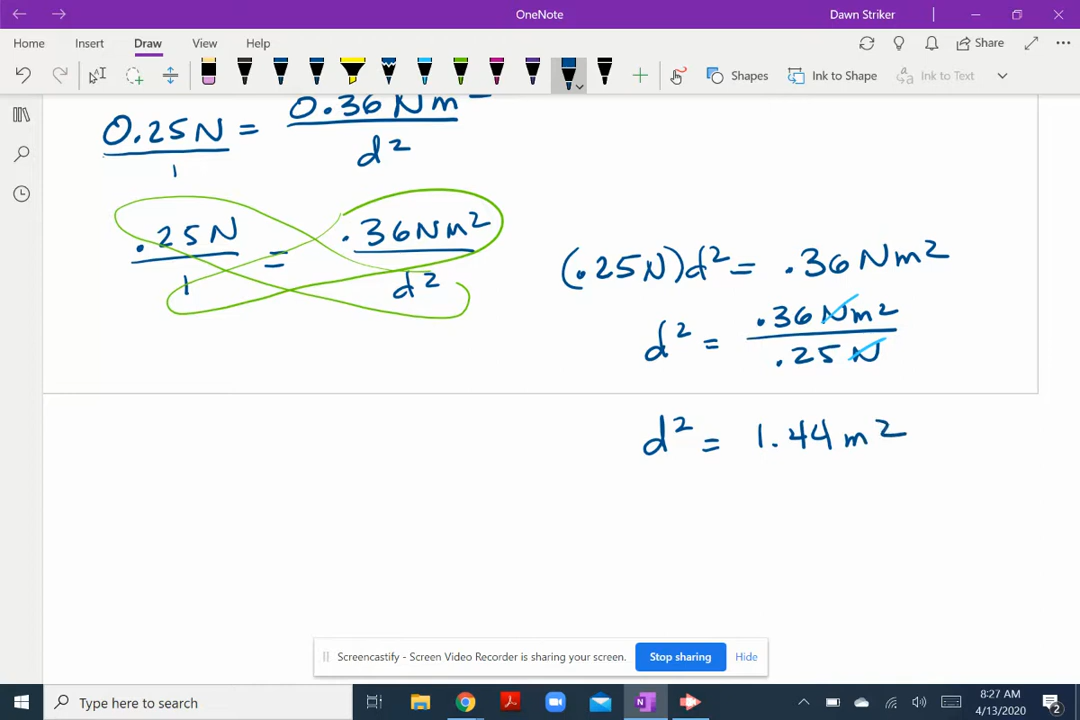 OneNote
Dawn Striker
Home Insert Draw View Help
Share
Shapes
Ink to Shape
Ink to Text
0.25N = 0.36Nm²
1 d²
.25N = .36Nm²
1 d²
(.25N)d² = .36Nm²
d² = .36Nm²
.25N
d² = 1.44m²
Screencastify - Screen Video Recorder is sharing your screen. Stop sharing Hide
Type here to search
8:27 AM
4/13/2020
2